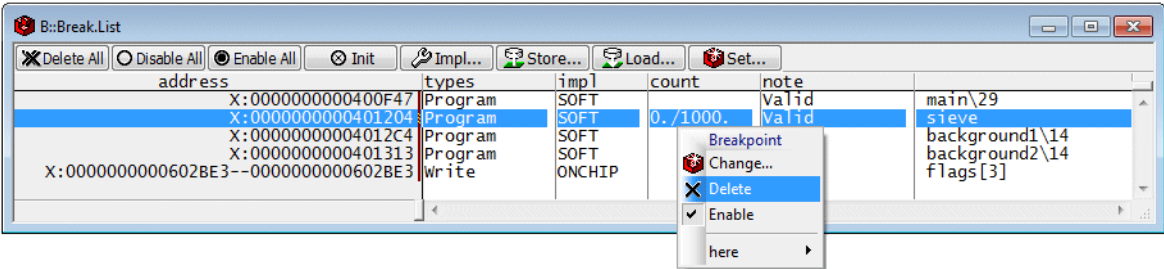 B::Break.List
Delete All Disable All Enable All Init Impl... Store... Load... Set...
address types impl count note
X:0000000000400F47 Program SOFT Valid main\29
X:0000000000401204 Program SOFT 0./1000. Valid sieve
X:00000000004012C4 Program SOFT background1\14
X:0000000000401313 Program SOFT background2\14
X:0000000000602BE3--0000000000602BE3 Write ONCHIP flags[3]
Breakpoint
Change...
Delete
Enable
here